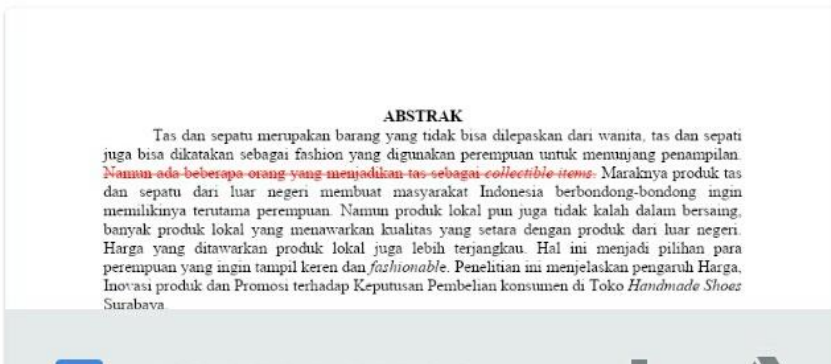 ABSTRAK
Tas dan sepatu merupakan barang yang tidak bisa dilepaskan dari wanita, tas dan sepati
juga bisa dikatakan sebagai fashion yang digunakan perempuan untuk menunjang penampilan.
Namun ada beberapa orang yang menjadikan tas sebagai collectible items. Maraknya produk tas
dan sepatu dari luar negeri membuat masyarakat Indonesia berbondong-bondong ingin
memilikinya terutama perempuan. Namun produk lokal pun juga tidak kalah dalam bersaing,
banyak produk lokal yang menawarkan kualitas yang setara dengan produk dari luar negeri.
Harga yang ditawarkan produk lokal juga lebih terjangkau. Hal ini menjadi pilihan para
perempuan yang ingin tampil keren dan fashionable. Penelitian ini menjelaskan pengaruh Harga,
Inovasi produk dan Promosi terhadap Keputusan Pembelian konsumen di Toko Handmade Shoes
Surabaya.